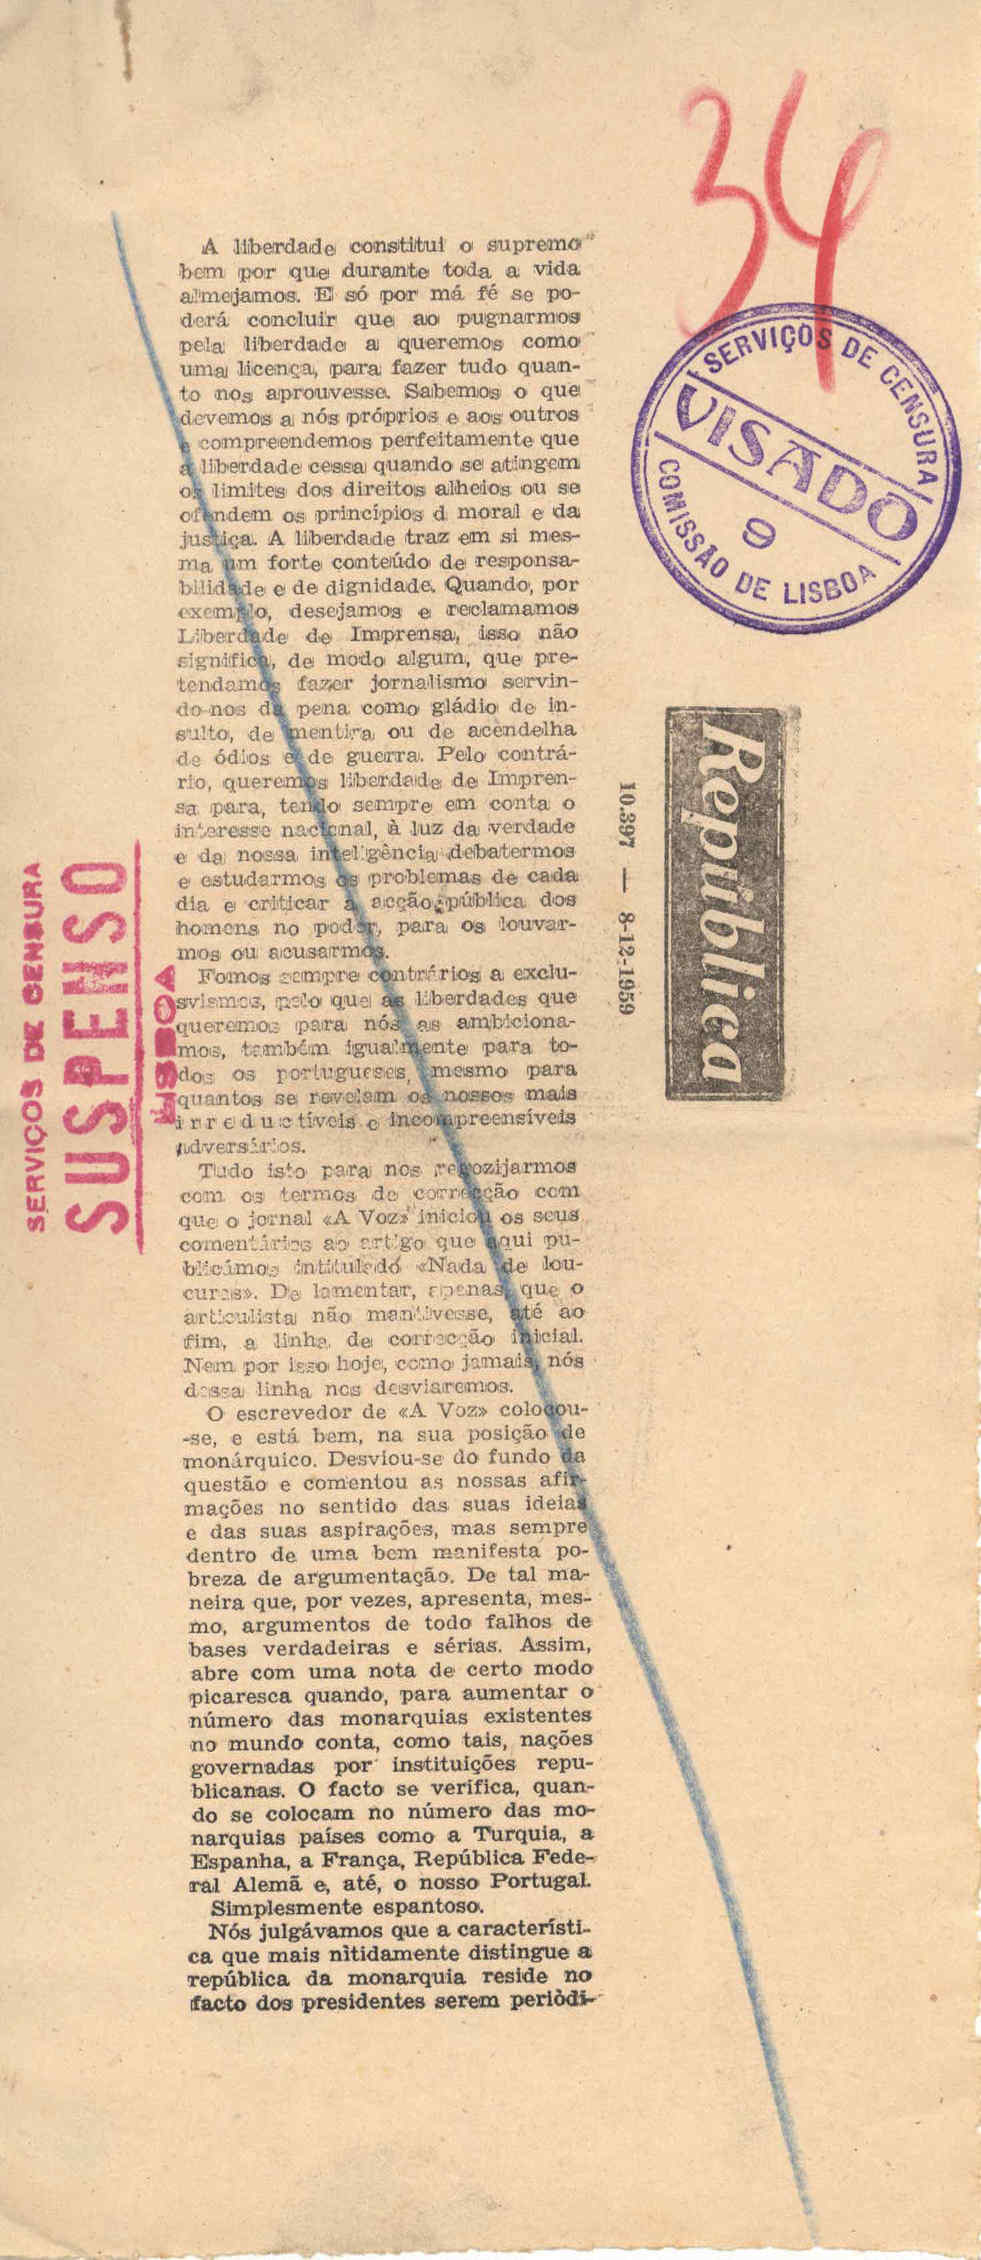 34
SERVIÇOS DE CENSURA
VISADO
9
COMISSÃO DE LISBOA
República
10.397 — 8-12-1959
SERVIÇOS DE CENSURA
SUSPENSO
LISBOA
A liberdade constitui o supremo
bem por que durante toda a vida
almejamos. E só por má fé se po-
derá concluir que ao pugnarmos
pela liberdade a queremos como
uma licença, para fazer tudo quan-
to nos aprouvesse. Sabemos o que
devemos a nós próprios e aos outros
e compreendemos perfeitamente que
a liberdade cessa quando se atingem
os limites dos direitos alheios ou se
ofendem os princípios d moral e da
justiça. A liberdade traz em si mes-
ma um forte conteúdo de responsa-
bilidade e de dignidade. Quando, por
exemplo, desejamos e reclamamos
Liberdade de Imprensa, isso não
significa, de modo algum, que pre-
tendamos fazer jornalismo servin-
do-nos da pena como gládio de in-
sulto, de mentira ou de acendelha
de ódios e de guerra. Pelo contrá-
rio, queremos liberdade de Impren-
sa para, tendo sempre em conta o
interesse nacional, à luz da verdade
e da nossa inteligência debatermos
e estudarmos os problemas de cada
dia e criticar a acção pública dos
homens no poder, para os louvar-
mos ou acusarmos.
Fomos sempre contrários a exclu-
svismos, pelo que as liberdades que
queremos para nós as ambiciona-
mos, também igualmente para to-
dos os portugueses, mesmo para
quantos se revelam os nossos mais
irreductíveis e incompreensíveis
adversários.
Tudo isto para nos regozijarmos
com os termos de correcção com
que o jornal «A Voz» iniciou os seus
comentários ao artigo que aqui pu-
blicámos intitulado «Nada de lou-
curas». De lamentar, apenas, que o
articulista não mantivesse, até ao
fim, a linha de correcção inicial.
Nem por isso hoje, como jamais, nós
dessa linha nos desviaremos.
O escrevedor de «A Voz» colocou-
-se, e está bem, na sua posição de
monárquico. Desviou-se do fundo da
questão e comentou as nossas afir-
mações no sentido das suas ideias
e das suas aspirações, mas sempre
dentro de uma bem manifesta po-
breza de argumentação. De tal ma-
neira que, por vezes, apresenta, mes-
mo, argumentos de todo falhos de
bases verdadeiras e sérias. Assim,
abre com uma nota de certo modo
picaresca quando, para aumentar o
número das monarquias existentes
no mundo conta, como tais, nações
governadas por instituições repu-
blicanas. O facto se verifica, quan-
do se colocam no número das mo-
narquias países como a Turquia, a
Espanha, a França, República Fede-
ral Alemã e, até, o nosso Portugal.
Simplesmente espantoso.
Nós julgávamos que a característi-
ca que mais nitidamente distingue a
república da monarquia reside no
facto dos presidentes serem periòdi-